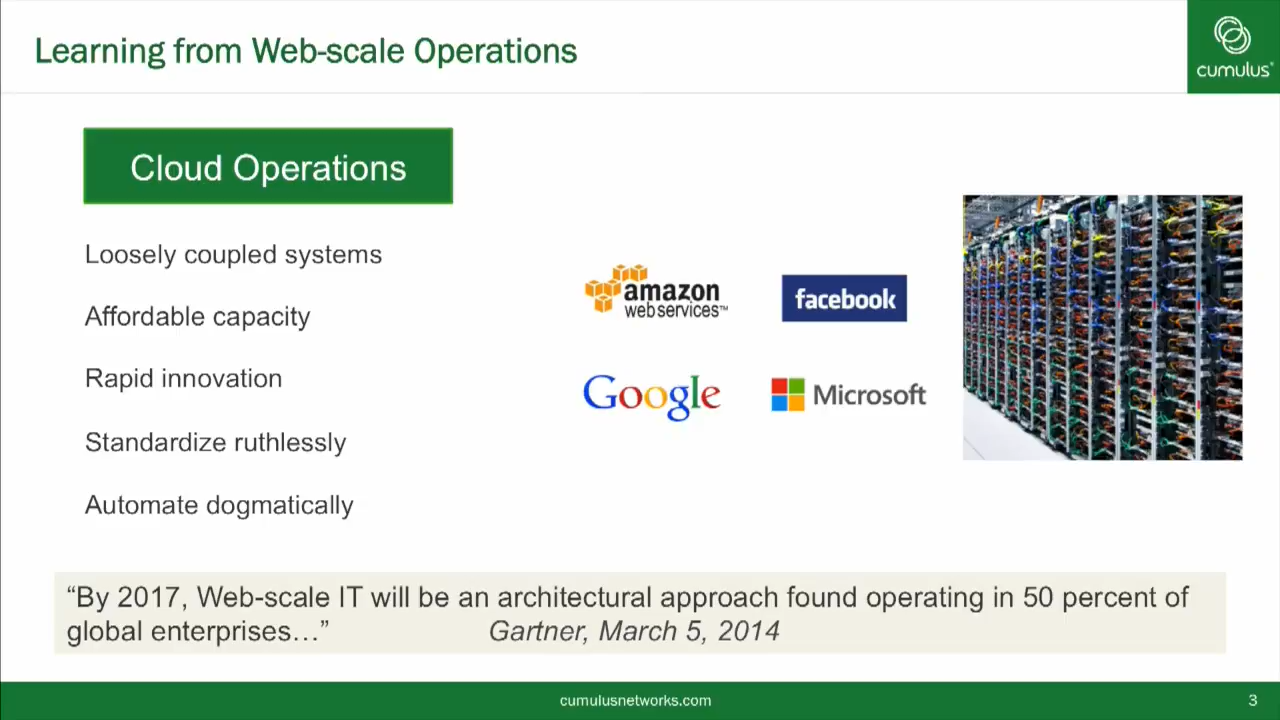 Learning from Web-scale Operations
cumulus®
Cloud Operations
Loosely coupled systems
Affordable capacity
Rapid innovation
Standardize ruthlessly
Automate dogmatically
amazon
webservices™
facebook
Google
Microsoft
“By 2017, Web-scale IT will be an architectural approach found operating in 50 percent of
global enterprises…” Gartner, March 5, 2014
cumulusnetworks.com
3